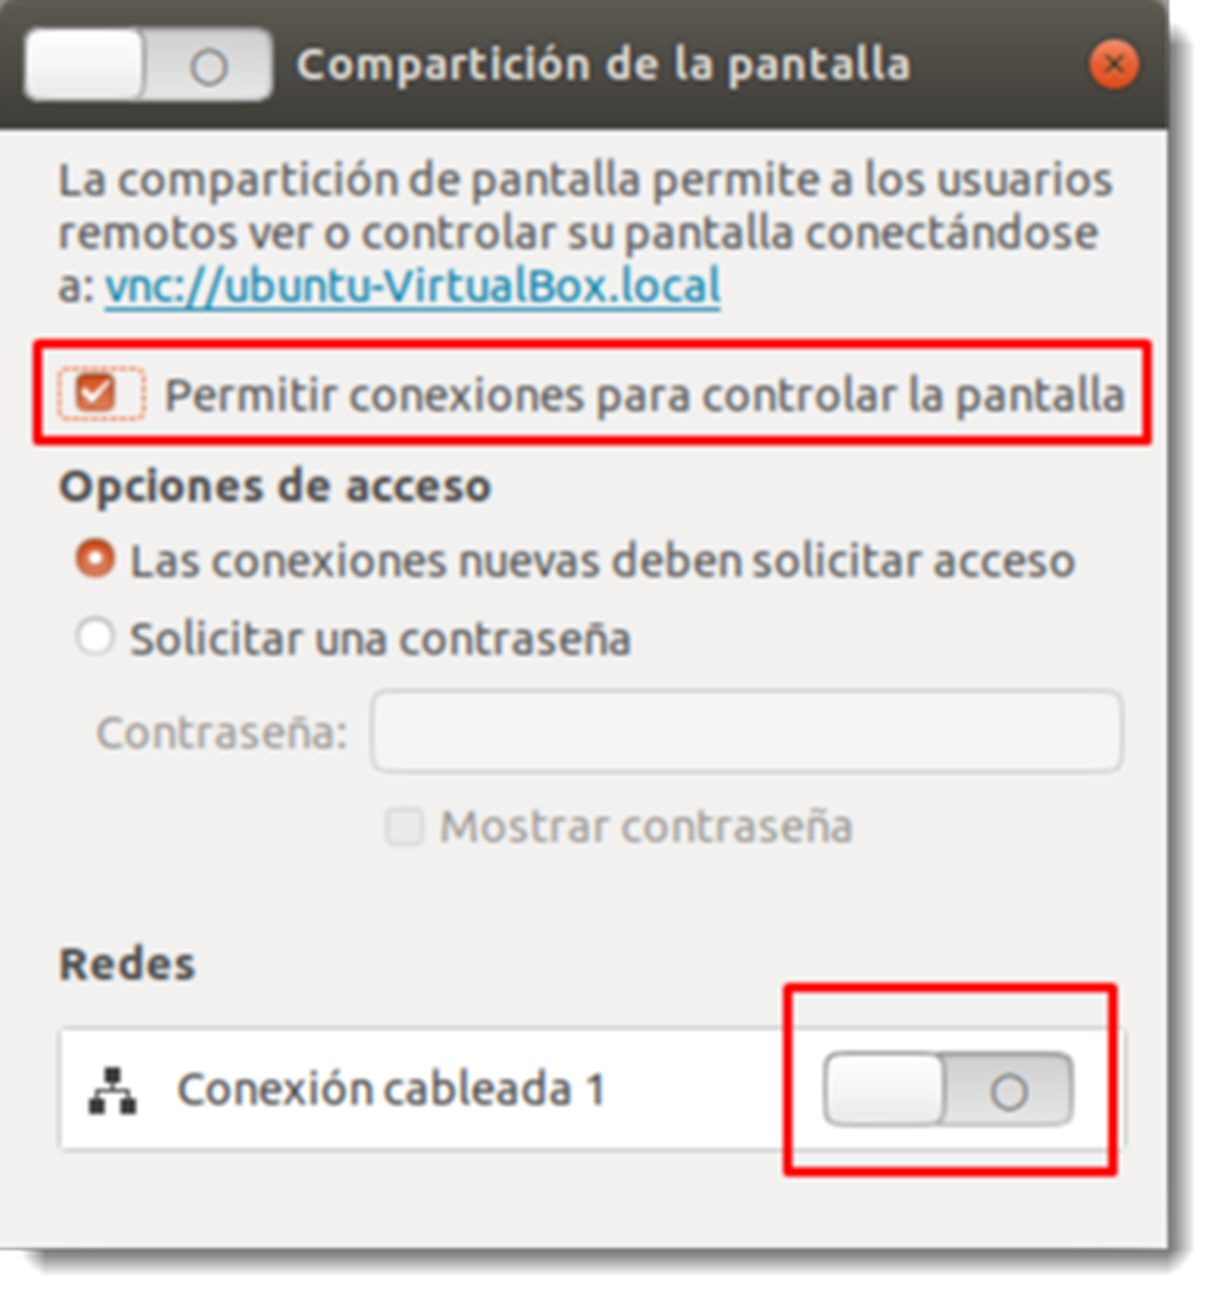 Compartición de la pantalla
La compartición de pantalla permite a los usuarios
remotos ver o controlar su pantalla conectándose
a: vnc://ubuntu-VirtualBox.local
Permitir conexiones para controlar la pantalla
Opciones de acceso
Las conexiones nuevas deben solicitar acceso
Solicitar una contraseña
Contraseña:
Mostrar contraseña
Redes
Conexión cableada 1